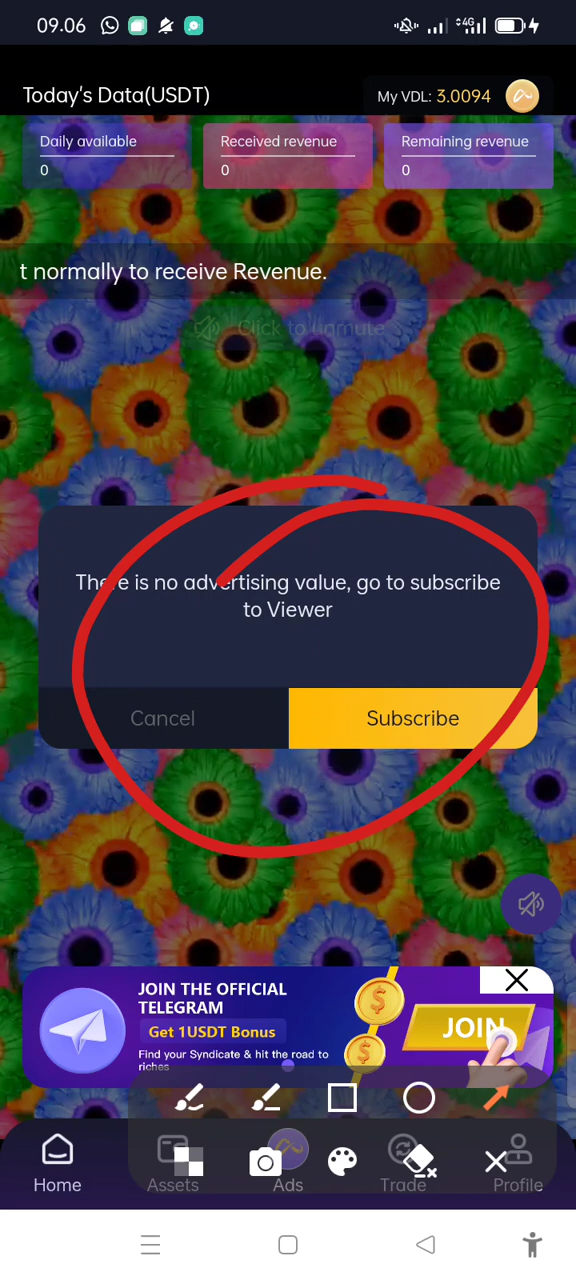 09.06
4G
Today's Data(USDT)
My VDL: 3.0094
Daily available
0
Received revenue
0
Remaining revenue
0
t normally to receive Revenue.
Click to Unmute
There is no advertising value, go to subscribe
to Viewer
Cancel
Subscribe
JOIN THE OFFICIAL
TELEGRAM
Get 1USDT Bonus
Find your Syndicate & hit the road to
riches
JOIN
Home
Assets
Ads
Trade
Profile